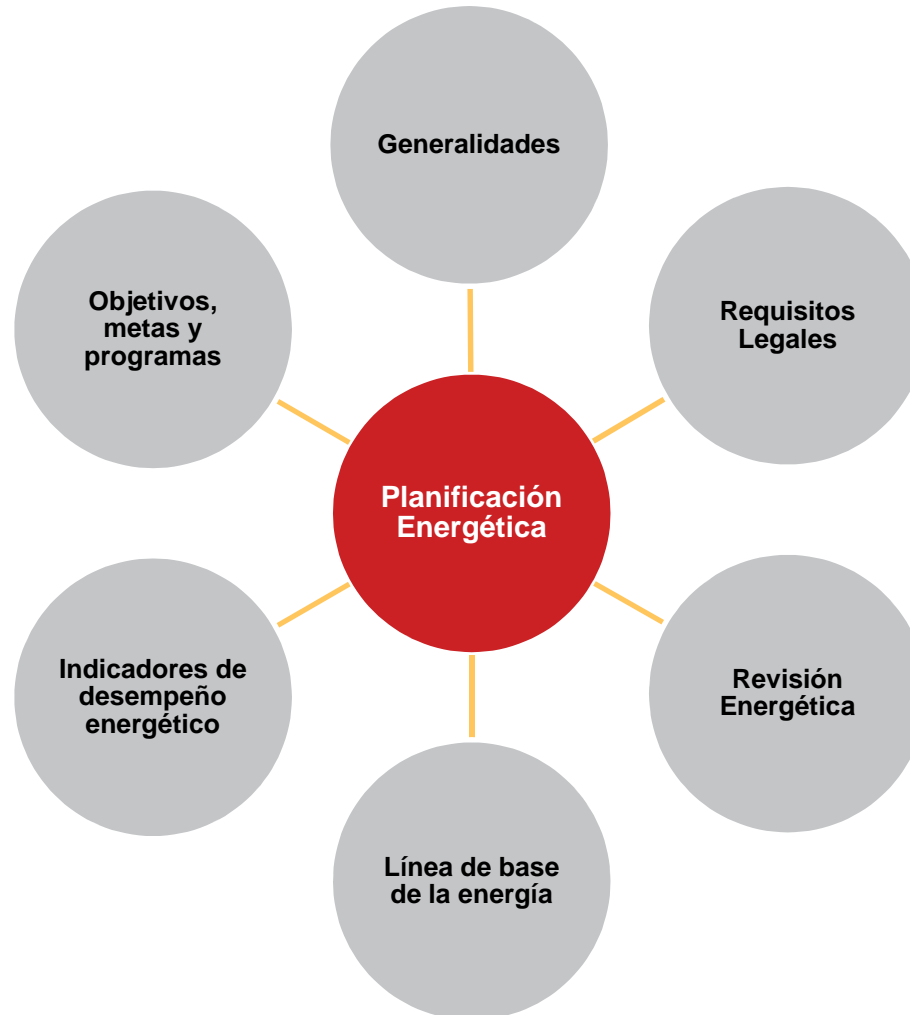 Generalidades
Requisitos
Legales
Revisión
Energética
Línea de base
de la energía
Indicadores de
desempeño
energético
Objetivos,
metas y
programas
Planificación
Energética